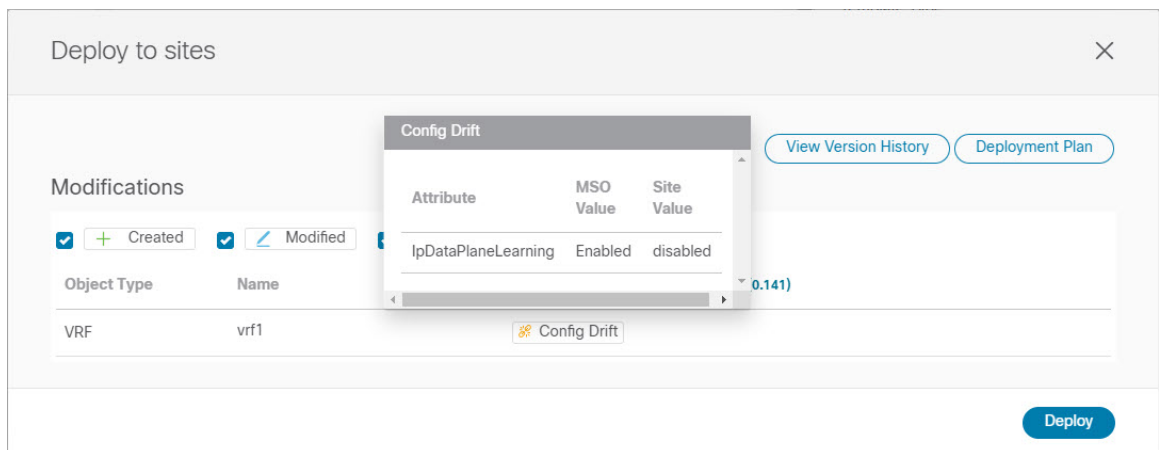 Deploy to sites
Config Drift
View Version History
Deployment Plan
Attribute
MSO
Value
Site
Value
Modifications
Created
Modified
IpDataPlaneLearning Enabled disabled
Object Type Name 0.141)
VRF vrf1 Config Drift
Deploy